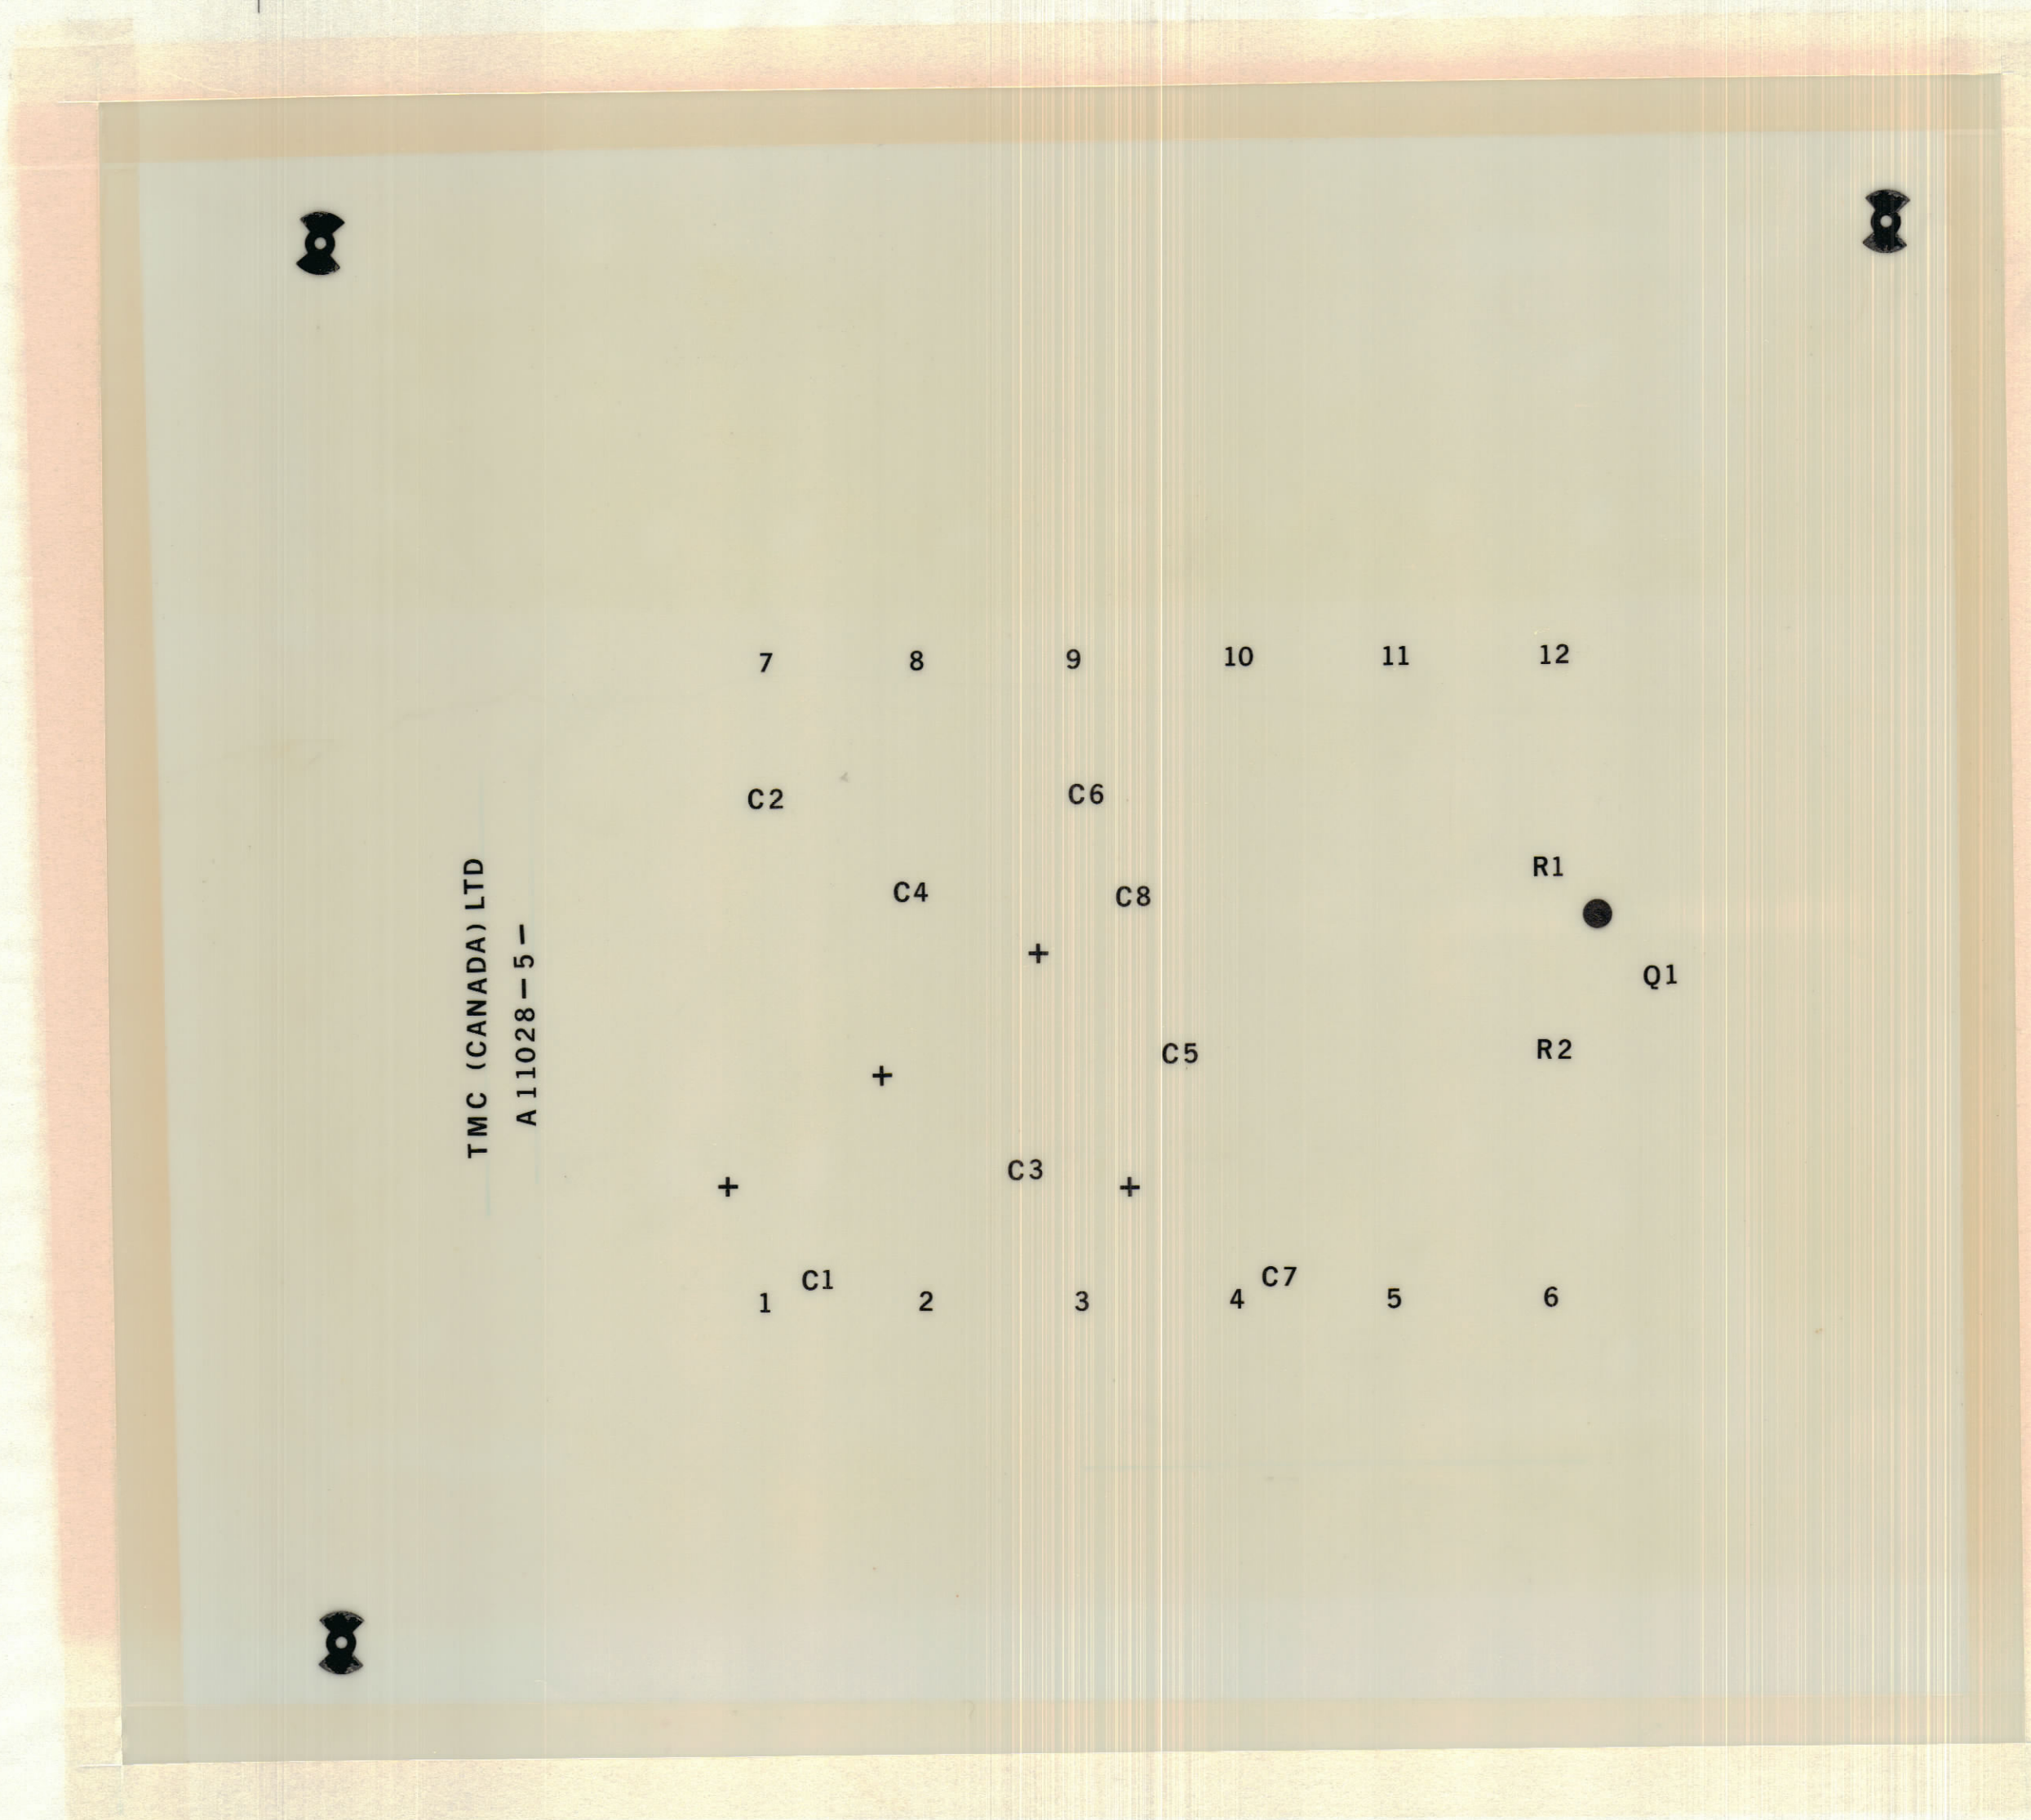 7 8 9 10 11 12
C2 C6
R1
C4 C8
+
Q1
C5 R2
+
C3
+ +
C1 C7
1 2 3 4 5 6
TMC (CANADA) LTD
A11028-5-